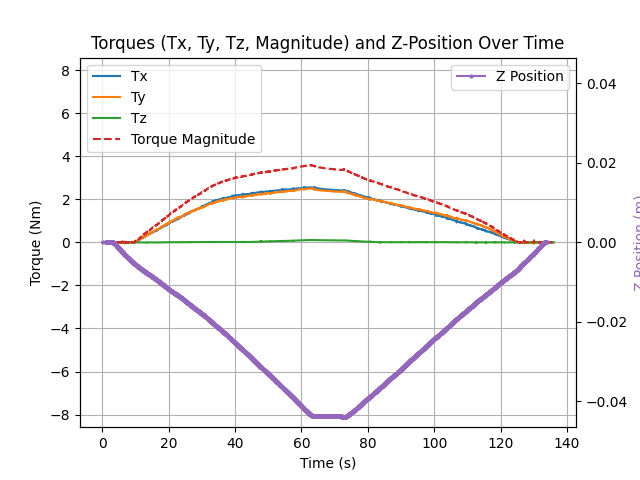 Torques (Tx, Ty, Tz, Magnitude) and Z-Position Over Time
Tx
Ty
Tz
Torque Magnitude
Z Position
8
6
4
2
0
−2
−4
−6
−8
0.04
0.02
0.00
−0.02
−0.04
Torque (Nm)
Z Position (m)
0 20 40 60 80 100 120 140
Time (s)